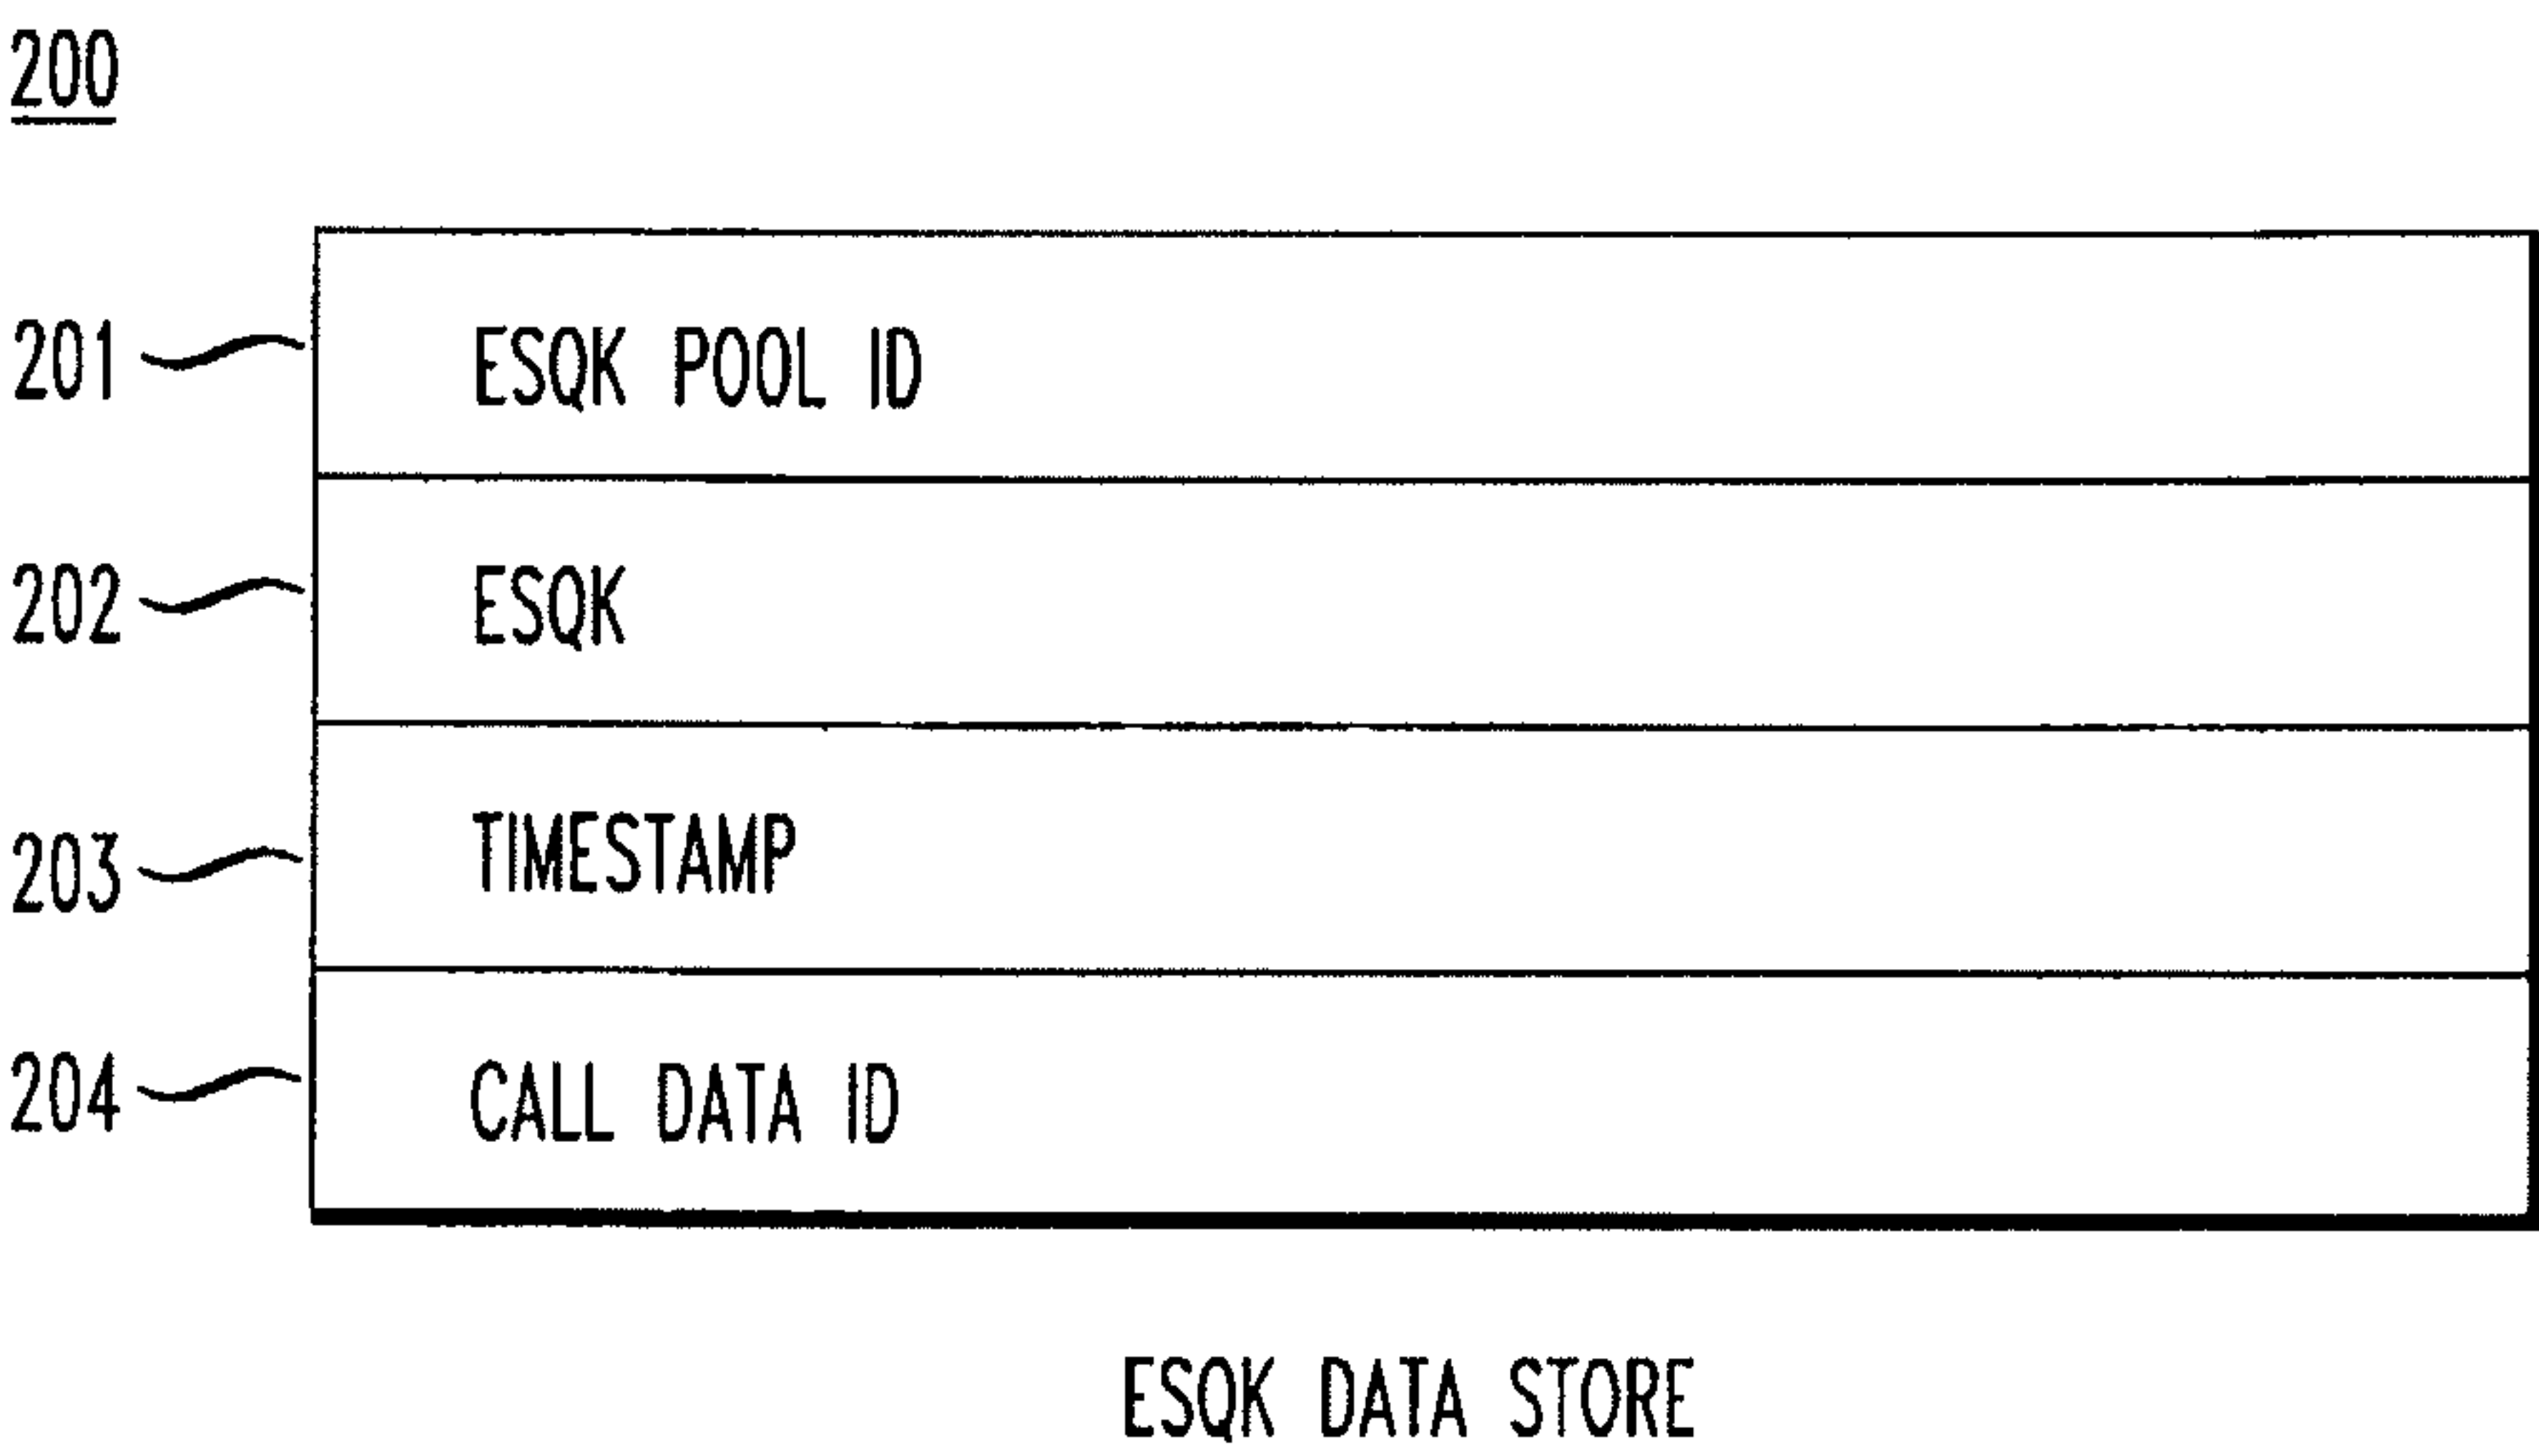 200
201 ESQK POOL ID
202 ESQK
203 TIMESTAMP
204 CALL DATA ID
ESQK DATA STORE